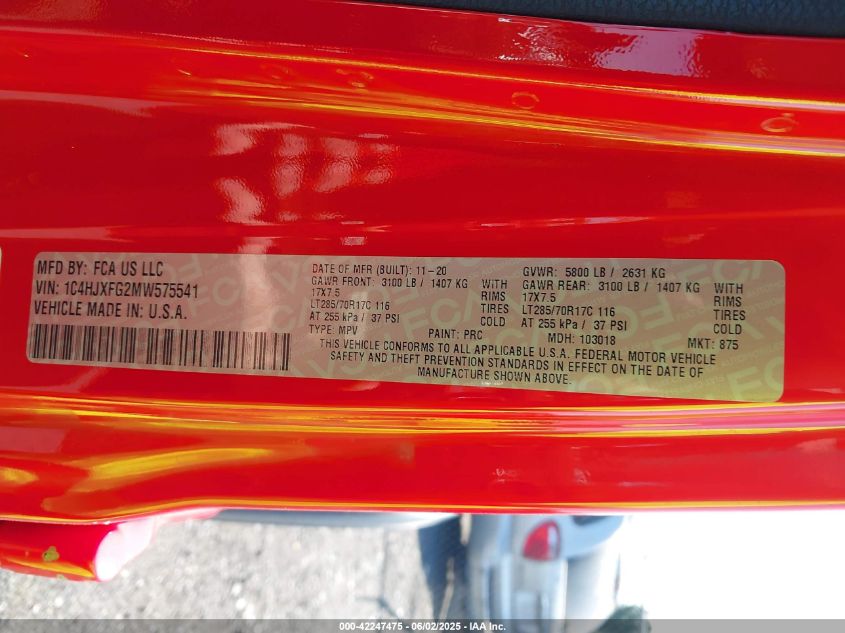 MFD BY: FCA US LLC
VIN: 1C4HJXFG2MW575541
VEHICLE MADE IN: U.S.A.
DATE OF MFR (BUILT): 11-20
GAWR FRONT: 3100 LB / 1407 KG WITH
17X7.5 RIMS
LT285/70R17C 116 TIRES
AT 255 kPa / 37 PSI COLD
TYPE: MPV PAINT: PRC
GVWR: 5800 LB / 2631 KG
GAWR REAR: 3100 LB / 1407 KG WITH
17X7.5 RIMS
LT285/70R17C 116 TIRES
AT 255 kPa / 37 PSI COLD
MDH: 103018 MKT: 875
THIS VEHICLE CONFORMS TO ALL APPLICABLE U.S.A. FEDERAL MOTOR VEHICLE
SAFETY AND THEFT PREVENTION STANDARDS IN EFFECT ON THE DATE OF
MANUFACTURE SHOWN ABOVE.
000-42247475 - 06/02/2025 - IAA Inc.